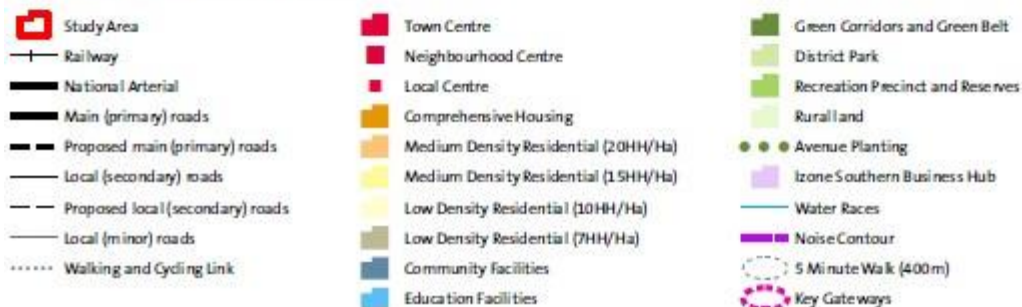 Study Area
Railway
National Arterial
Main (primary) roads
Proposed main (primary) roads
Local (secondary) roads
Proposed local (secondary) roads
Local (minor) roads
Walking and Cycling Link
Town Centre
Neighbourhood Centre
Local Centre
Comprehensive Housing
Medium Density Residential (20HH/Ha)
Medium Density Residential (15HH/Ha)
Low Density Residential (10HH/Ha)
Low Density Residential (7HH/Ha)
Community Facilities
Education Facilities
Green Corridors and Green Belt
District Park
Recreation Precinct and Reserves
Rural land
Avenue Planting
Izone Southern Business Hub
Water Races
Noise Contour
5 Minute Walk (400m)
Key Gateways